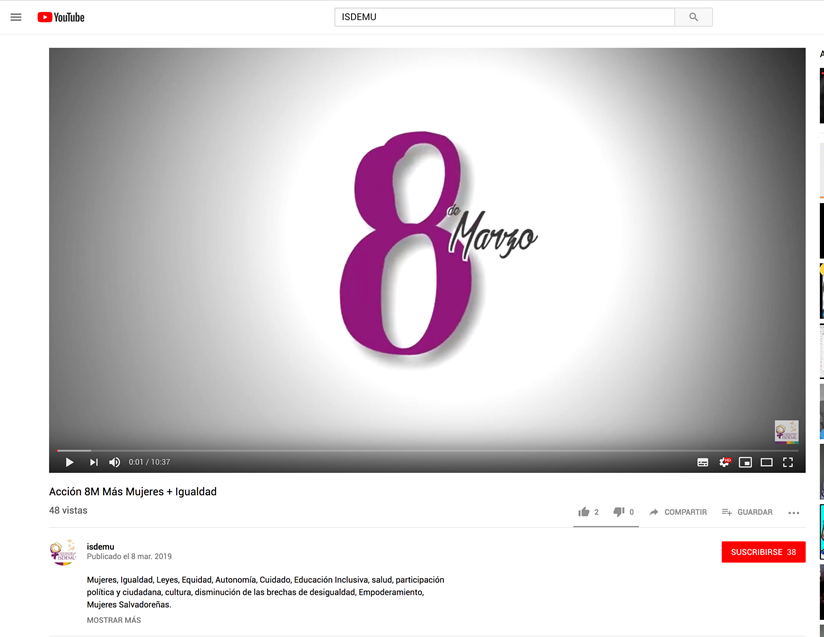 YouTube
ISDEMU
8
de
Marzo
0:01 / 10:37
HD
Acción 8M Más Mujeres + Igualdad
48 vistas
2
0
COMPARTIR
GUARDAR
isdemu
Publicado el 8 mar. 2019
SUSCRIBIRSE 38
Mujeres, Igualdad, Leyes, Equidad, Autonomía, Cuidado, Educación Inclusiva, salud, participación
política y ciudadana, cultura, disminución de las brechas de desigualdad, Empoderamiento,
Mujeres Salvadoreñas.
MOSTRAR MÁS